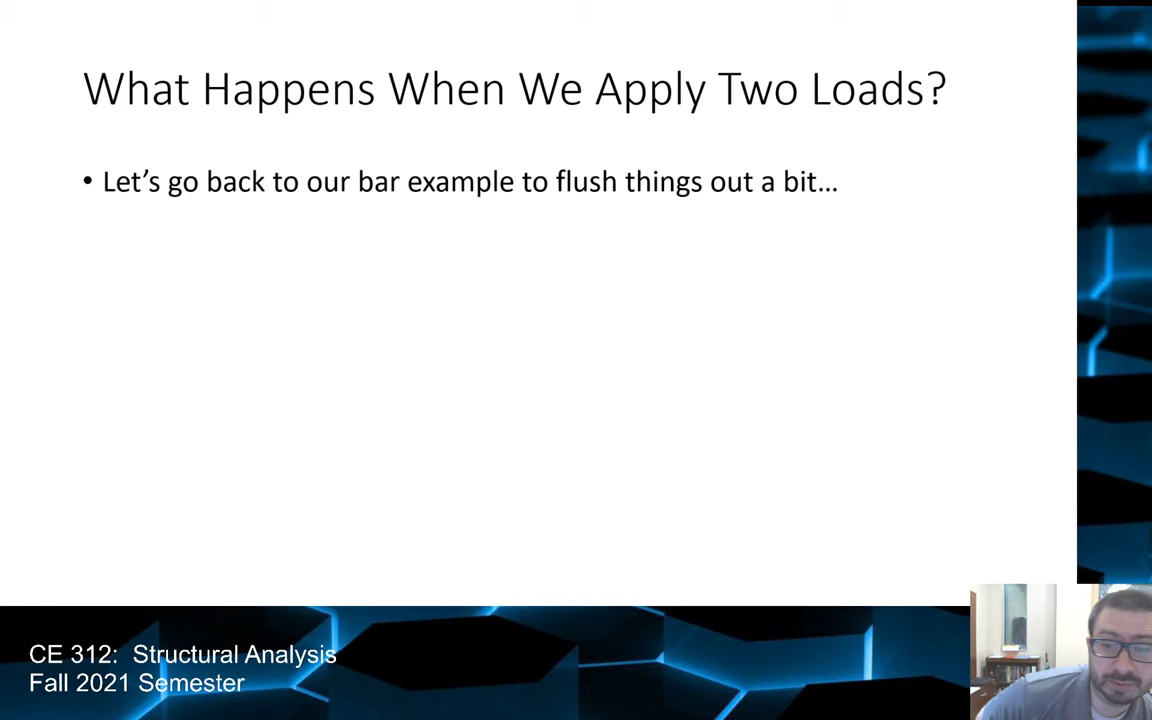 What Happens When We Apply Two Loads?
• Let’s go back to our bar example to flush things out a bit…
CE 312:  Structural Analysis
Fall 2021 Semester